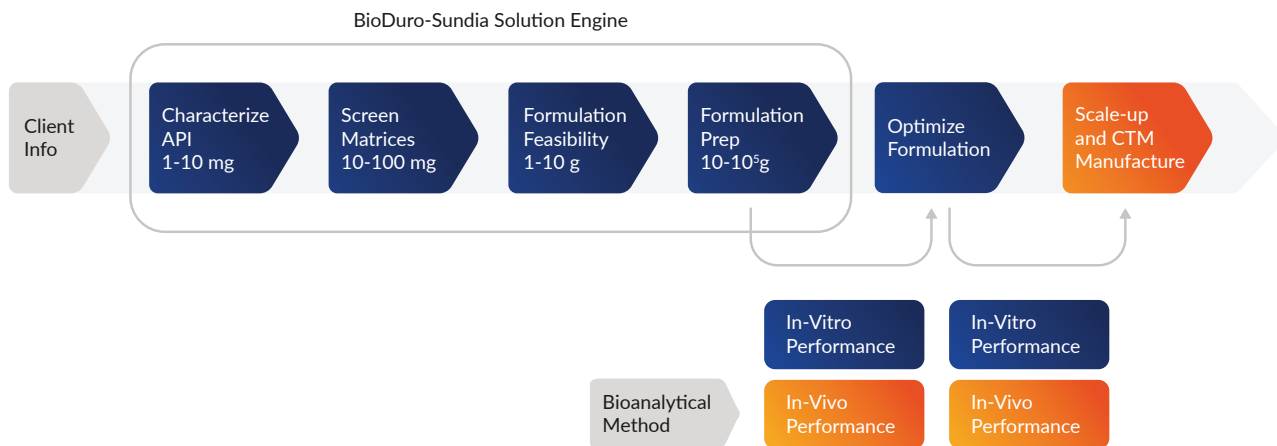 BioDuro-Sundia Solution Engine
Client
Info
Characterize
API
1-10 mg
Screen
Matrices
10-100 mg
Formulation
Feasibility
1-10 g
Formulation
Prep
10-10⁵g
Optimize
Formulation
Scale-up
and CTM
Manufacture
In-Vitro
Performance
In-Vitro
Performance
Bioanalytical
Method
In-Vivo
Performance
In-Vivo
Performance